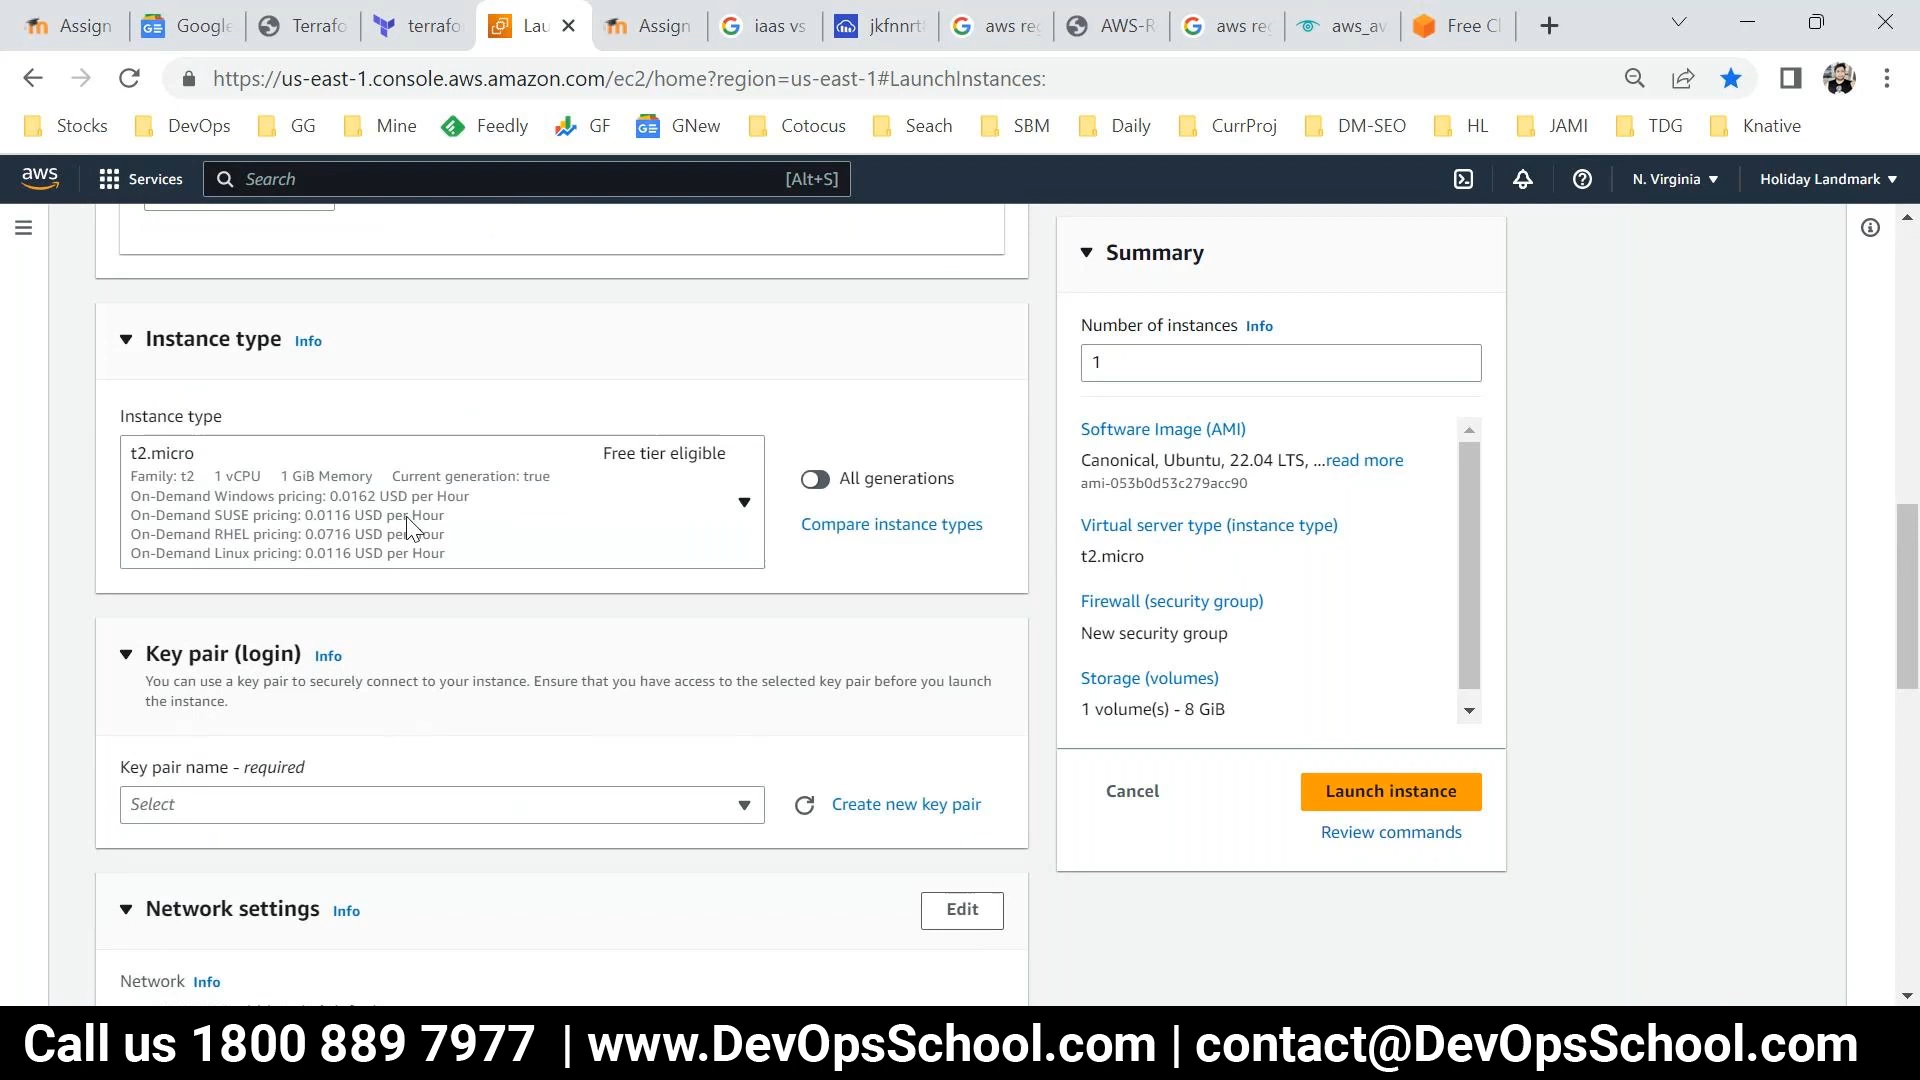 Assign
Google
Terrafo
terrafo
Lau
Assign
iaas vs
jkfnnrt
aws reg
AWS-R
aws reg
aws_av
Free Cl
https://us-east-1.console.aws.amazon.com/ec2/home?region=us-east-1#LaunchInstances:
Stocks
DevOps
GG
Mine
Feedly
GF
GNew
Cotocus
Seach
SBM
Daily
CurrProj
DM-SEO
HL
JAMI
TDG
Knative
aws
Services
Search
[Alt+S]
N. Virginia
Holiday Landmark
Instance type Info
Instance type
t2.micro Free tier eligible
Family: t2 1 vCPU 1 GiB Memory Current generation: true
On-Demand Windows pricing: 0.0162 USD per Hour
On-Demand SUSE pricing: 0.0116 USD per Hour
On-Demand RHEL pricing: 0.0716 USD per Hour
On-Demand Linux pricing: 0.0116 USD per Hour
All generations
Compare instance types
Key pair (login) Info
You can use a key pair to securely connect to your instance. Ensure that you have access to the selected key pair before you launch
the instance.
Key pair name - required
Select
Create new key pair
Network settings Info
Edit
Network Info
Summary
Number of instances Info
1
Software Image (AMI)
Canonical, Ubuntu, 22.04 LTS, ...read more
ami-053b0d53c279acc90
Virtual server type (instance type)
t2.micro
Firewall (security group)
New security group
Storage (volumes)
1 volume(s) - 8 GiB
Cancel
Launch instance
Review commands
Call us 1800 889 7977 | www.DevOpsSchool.com | contact@DevOpsSchool.com